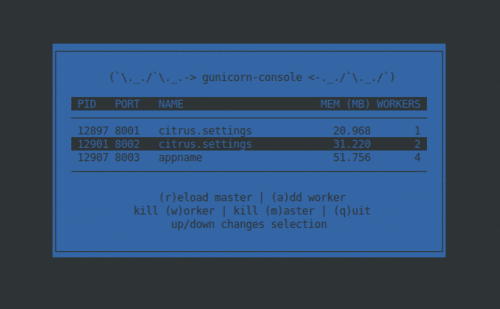 (`\._./`\._.-> gunicorn-console <-._./`\._./`)
PID PORT NAME MEM (MB) WORKERS
12897 8001 citrus.settings 20.968 1
12901 8002 citrus.settings 31.220 2
12907 8003 appname 51.756 4
(r)eload master | (a)dd worker
kill (w)orker | kill (m)aster | (q)uit
up/down changes selection